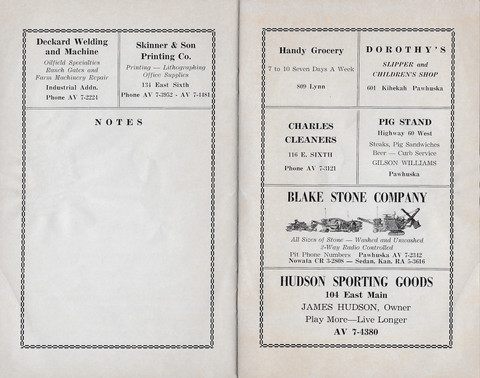 Deckard Welding
and Machine
Oilfield Specialties
Ranch Gates and
Farm Machinery Repair
Industrial Addn.
Phone AV 7-2221
Skinner & Son
Printing Co.
Printing — Lithographing
Office Supplies
131 East Sixth
Phone AV 7-3952 - AV 7-4481
NOTES
Handy Grocery
7 to 10 Seven Days A Week
809 Lynn
DOROTHY'S
SLIPPER and
CHILDREN'S SHOP
601 Kihekah Pawhuska
CHARLES
CLEANERS
116 E. SIXTH
Phone AV 7-3121
PIG STAND
Highway 60 West
Steaks, Pig Sandwiches
Beer — Curb Service
GILSON WILLIAMS
Pawhuska
BLAKE STONE COMPANY
All Sizes of Stone — Washed and Unwashed
2-Way Radio Controlled
Pit Phone Numbers Pawhuska AV 7-2342
Nowata CR 5-2808 — Sedan, Kan. RA 5-3616
HUDSON SPORTING GOODS
104 East Main
JAMES HUDSON, Owner
Play More—Live Longer
AV 7-4380